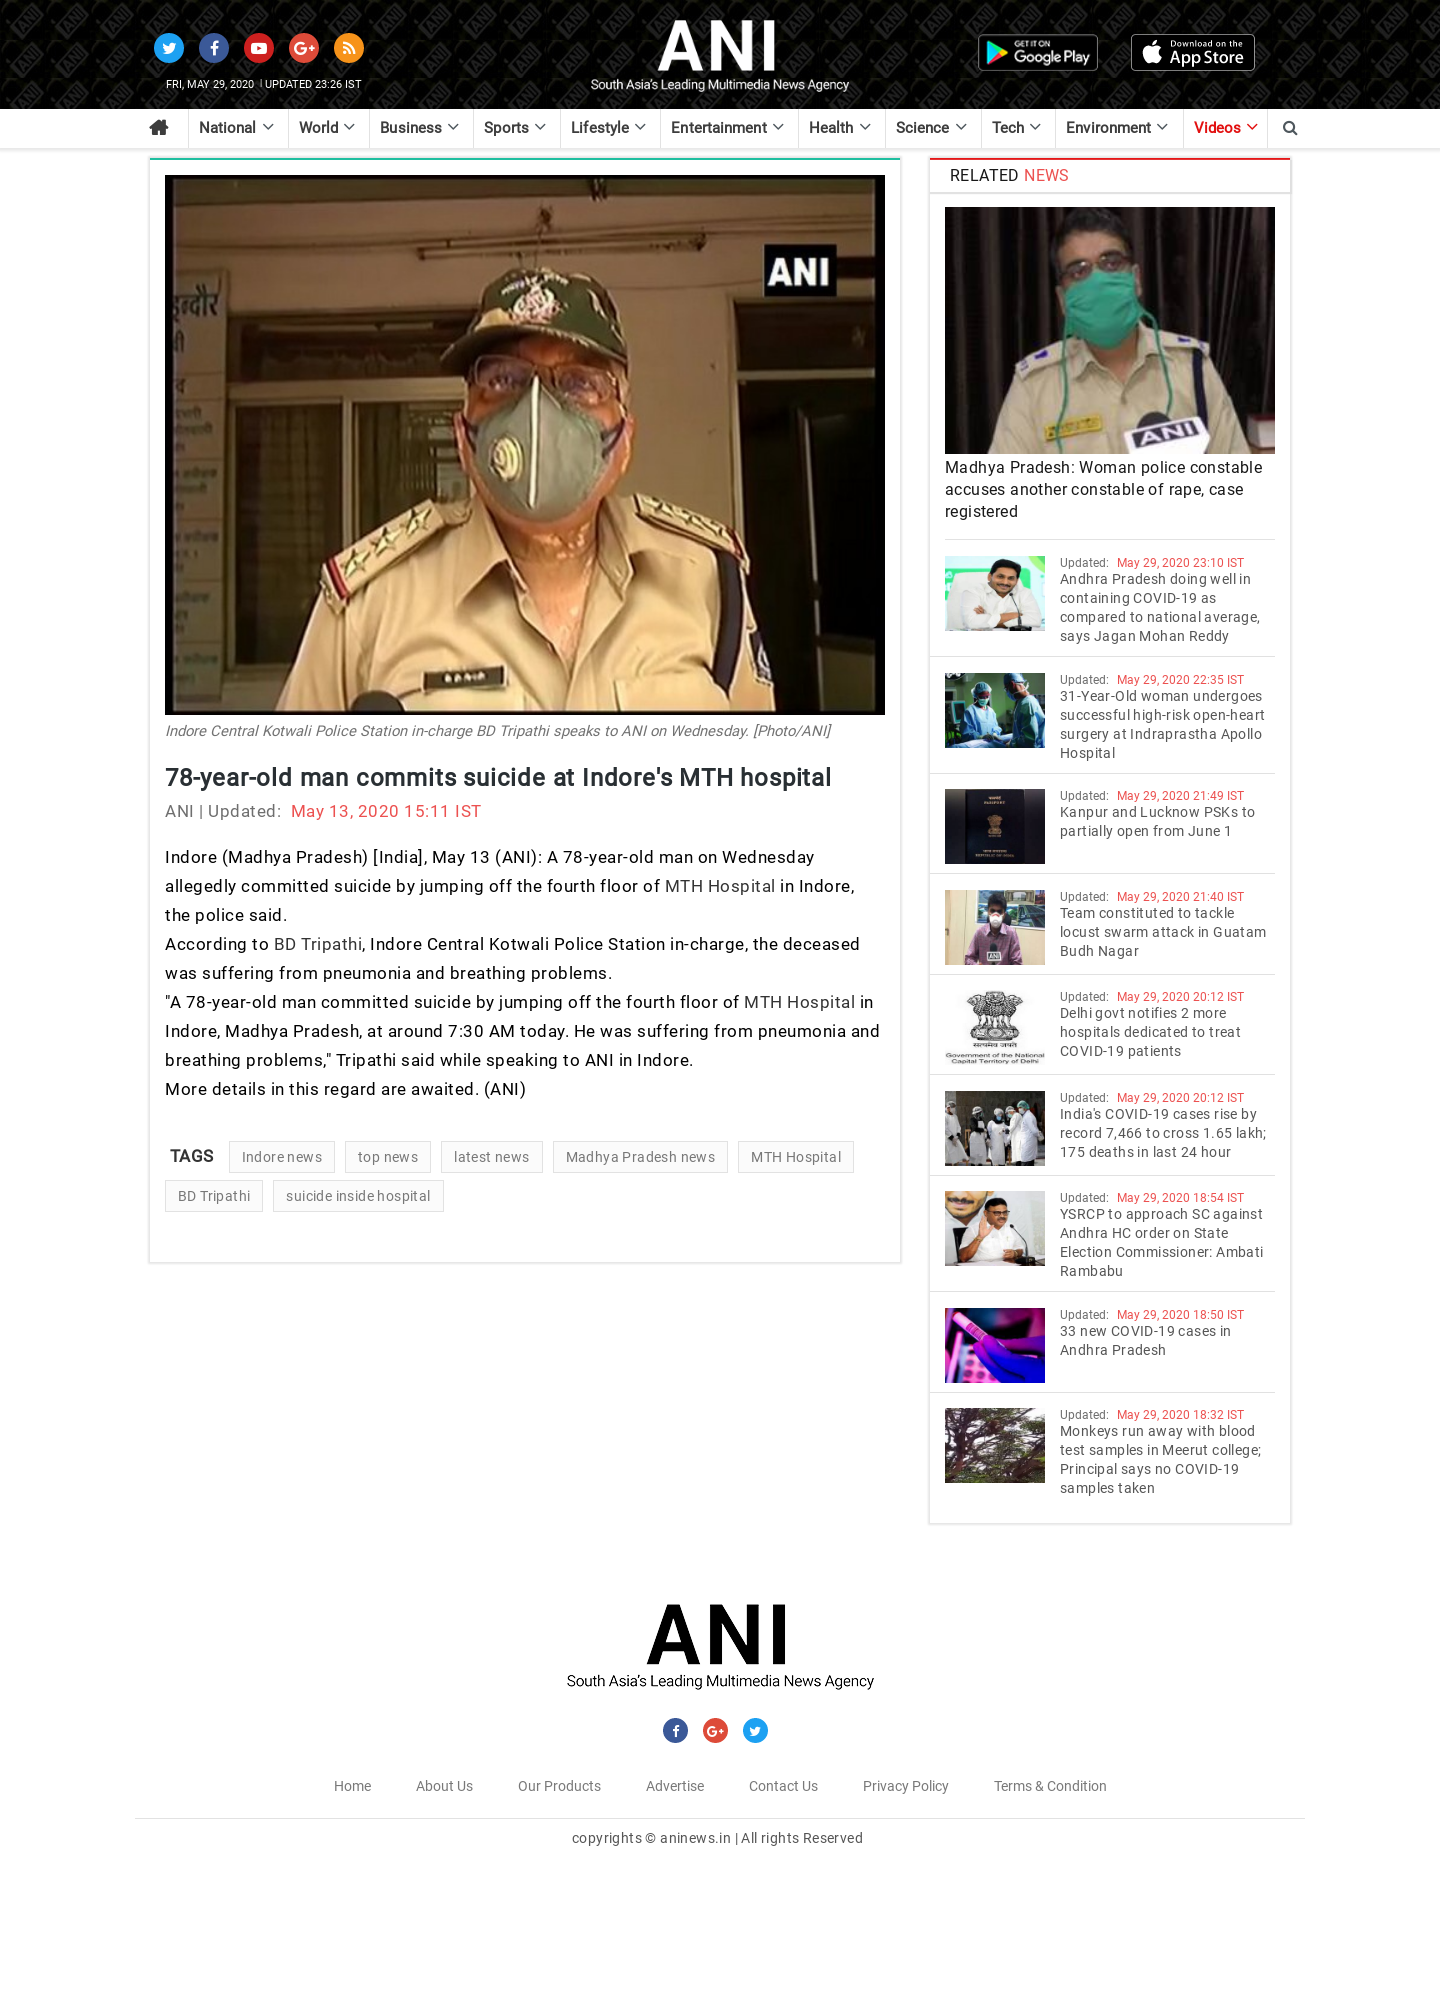 ANI
South Asia's Leading Multimedia News Agency
FRI, MAY 29, 2020 | UPDATED 23:26 IST
GET IT ON
Google Play
Download on the
App Store
National World Business Sports Lifestyle Entertainment Health Science Tech Environment Videos
ANI
इन्दौर
Indore Central Kotwali Police Station in-charge BD Tripathi speaks to ANI on Wednesday. [Photo/ANI]
78-year-old man commits suicide at Indore's MTH hospital
ANI | Updated: May 13, 2020 15:11 IST
Indore (Madhya Pradesh) [India], May 13 (ANI): A 78-year-old man on Wednesday
allegedly committed suicide by jumping off the fourth floor of MTH Hospital in Indore,
the police said.
According to BD Tripathi, Indore Central Kotwali Police Station in-charge, the deceased
was suffering from pneumonia and breathing problems.
"A 78-year-old man committed suicide by jumping off the fourth floor of MTH Hospital in
Indore, Madhya Pradesh, at around 7:30 AM today. He was suffering from pneumonia and
breathing problems," Tripathi said while speaking to ANI in Indore.
More details in this regard are awaited. (ANI)
TAGS Indore news top news latest news Madhya Pradesh news MTH Hospital
BD Tripathi suicide inside hospital
RELATED NEWS
ANI
Madhya Pradesh: Woman police constable
accuses another constable of rape, case
registered
Updated: May 29, 2020 23:10 IST
Andhra Pradesh doing well in
containing COVID-19 as
compared to national average,
says Jagan Mohan Reddy
Updated: May 29, 2020 22:35 IST
31-Year-Old woman undergoes
successful high-risk open-heart
surgery at Indraprastha Apollo
Hospital
Updated: May 29, 2020 21:49 IST
Kanpur and Lucknow PSKs to
partially open from June 1
PASSPORT
Updated: May 29, 2020 21:40 IST
Team constituted to tackle
locust swarm attack in Guatam
Budh Nagar
ANI
Updated: May 29, 2020 20:12 IST
Delhi govt notifies 2 more
hospitals dedicated to treat
COVID-19 patients
सत्यमेव जयते
Government of the National
Capital Territory of Delhi
Updated: May 29, 2020 20:12 IST
India's COVID-19 cases rise by
record 7,466 to cross 1.65 lakh;
175 deaths in last 24 hour
Updated: May 29, 2020 18:54 IST
YSRCP to approach SC against
Andhra HC order on State
Election Commissioner: Ambati
Rambabu
Updated: May 29, 2020 18:50 IST
33 new COVID-19 cases in
Andhra Pradesh
Updated: May 29, 2020 18:32 IST
Monkeys run away with blood
test samples in Meerut college;
Principal says no COVID-19
samples taken
ANI
South Asia's Leading Multimedia News Agency
Home About Us Our Products Advertise Contact Us Privacy Policy Terms & Condition
copyrights © aninews.in | All rights Reserved